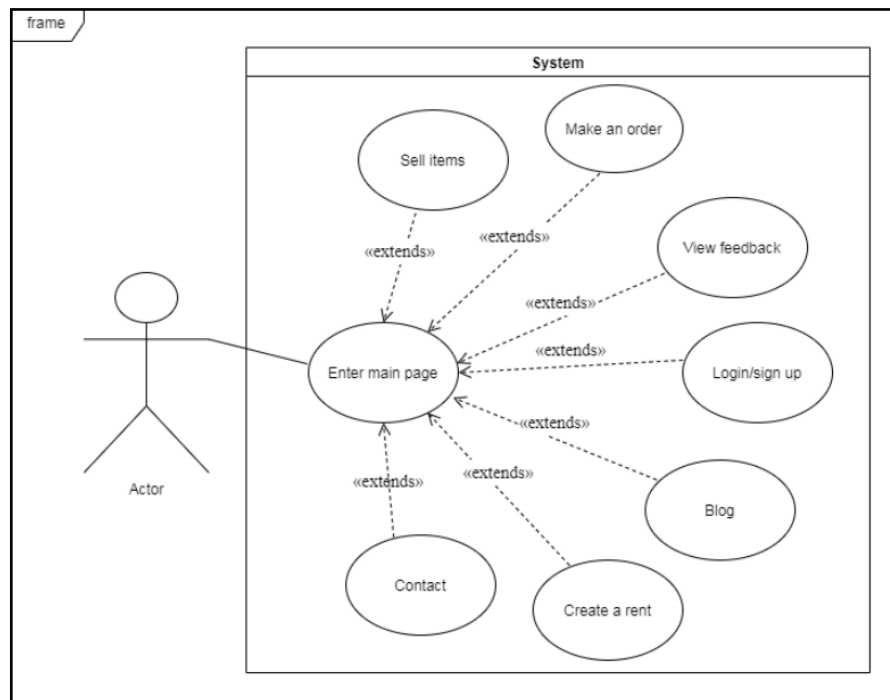 frame
System
Make an order
Sell items
«extends»
«extends»
View feedback
«extends»
«extends»
Enter main page
Login/sign up
«extends»
«extends»
«extends»
Actor
Blog
Contact
Create a rent